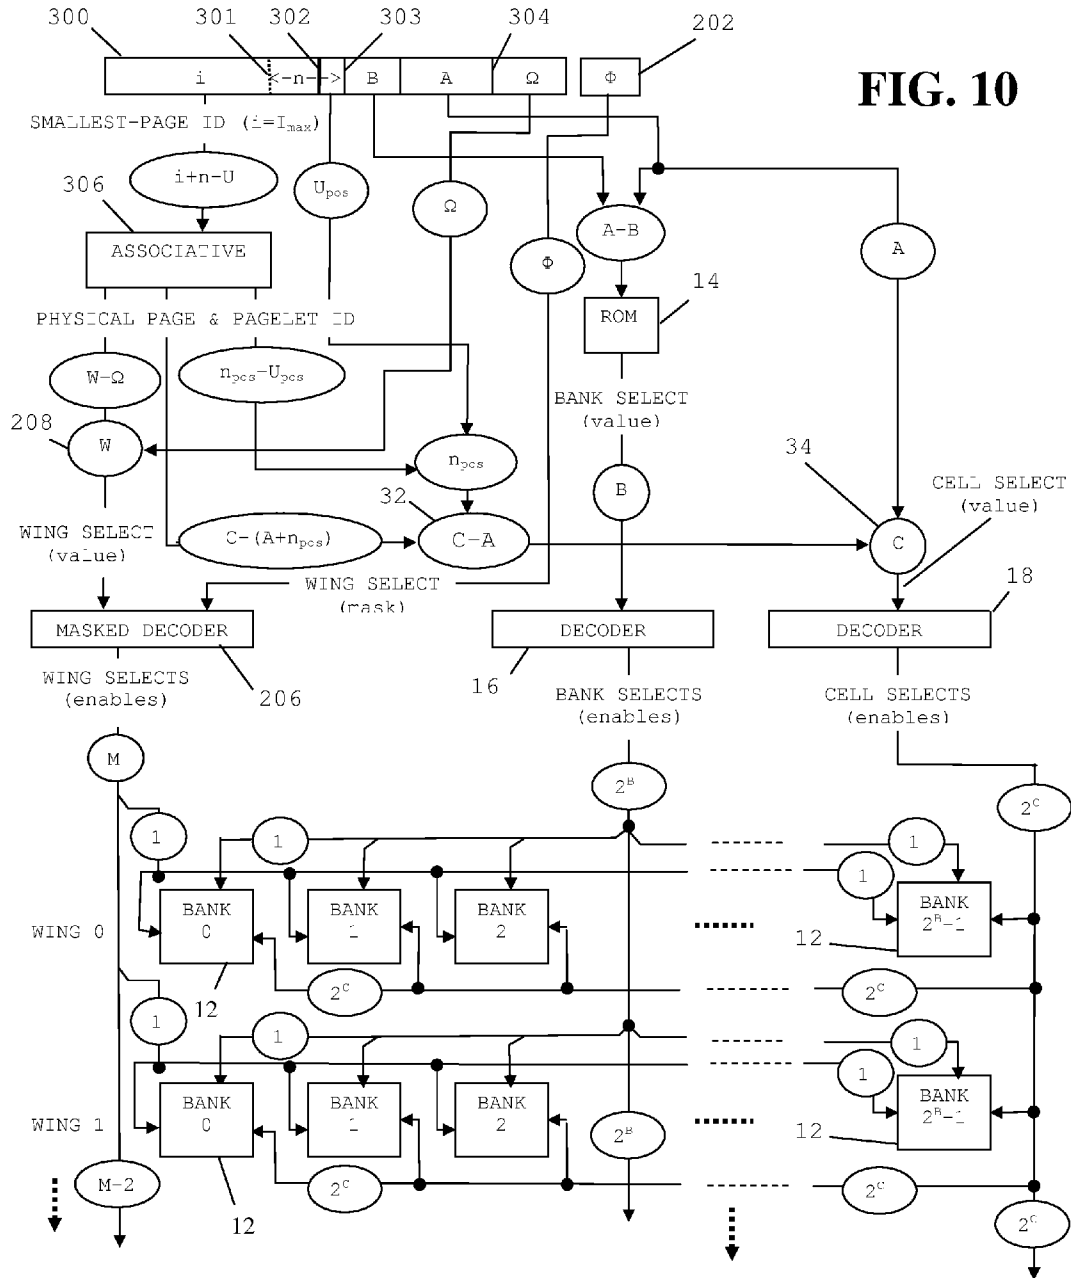 300 301 302 303 304 202
i <-n-> B A Ω Φ
FIG. 10
SMALLEST-PAGE ID (i=Imax)
i+n-U
Upos
306
Ω
A-B
ASSOCIATIVE
A
Φ
14
ROM
PHYSICAL PAGE & PAGELET ID
W-Ω
npos-Upos
BANK SELECT
(value)
208
W
npos
34
CELL SELECT
(value)
B
32
WING SELECT
(value)
C-(A+npos)
C-A
C
WING SELECT
(mask)
18
MASKED DECODER
DECODER
DECODER
WING SELECTS
(enables)
206
16
BANK SELECTS
(enables)
CELL SELECTS
(enables)
M
2B
2C
1 1 1
1
WING 0
BANK
0
BANK
1
BANK
2
BANK
2B-1
12
12
2C
2C
1 1 1
1
WING 1
BANK
0
BANK
1
BANK
2
BANK
2B-1
2B
12
M-2
2C
2C
12
2C